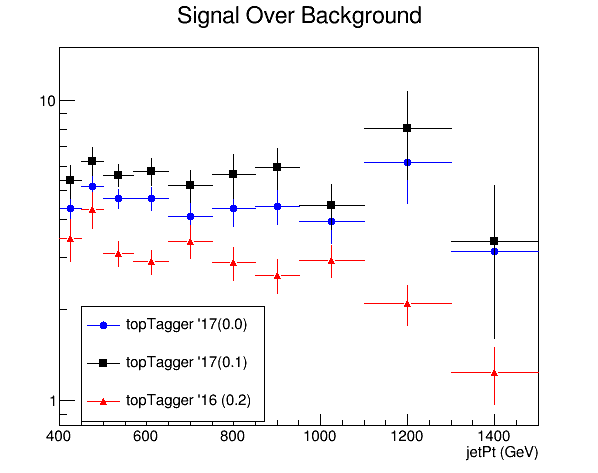 Signal Over Background
10
topTagger '17(0.0)
topTagger '17(0.1)
topTagger '16 (0.2)
1
400 600 800 1000 1200 1400
jetPt (GeV)